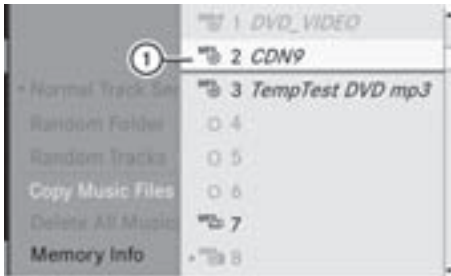 1 DVD_VIDEO
1
2 CDN9
• Normal Track Se
3 TempTest DVD mp3
Random Folder
4
Random Tracks
5
Copy Music Files
6
Delete All Music
7
Memory Info
• 8